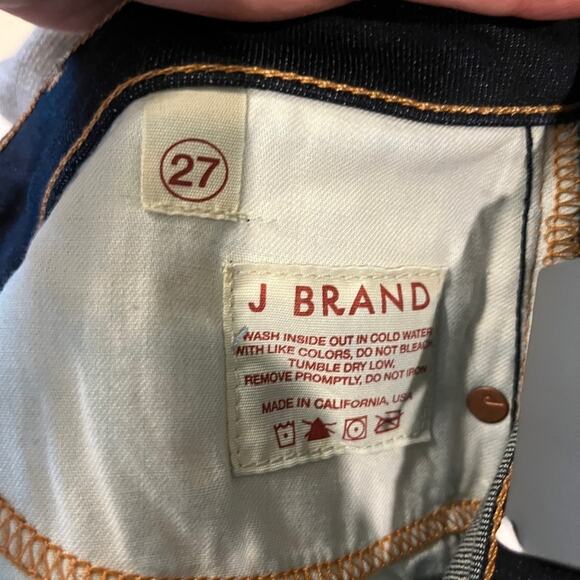 27
J BRAND
WASH INSIDE OUT IN COLD WATER
WITH LIKE COLORS, DO NOT BLEACH,
TUMBLE DRY LOW,
REMOVE PROMPTLY, DO NOT IRON
MADE IN CALIFORNIA, USA
J